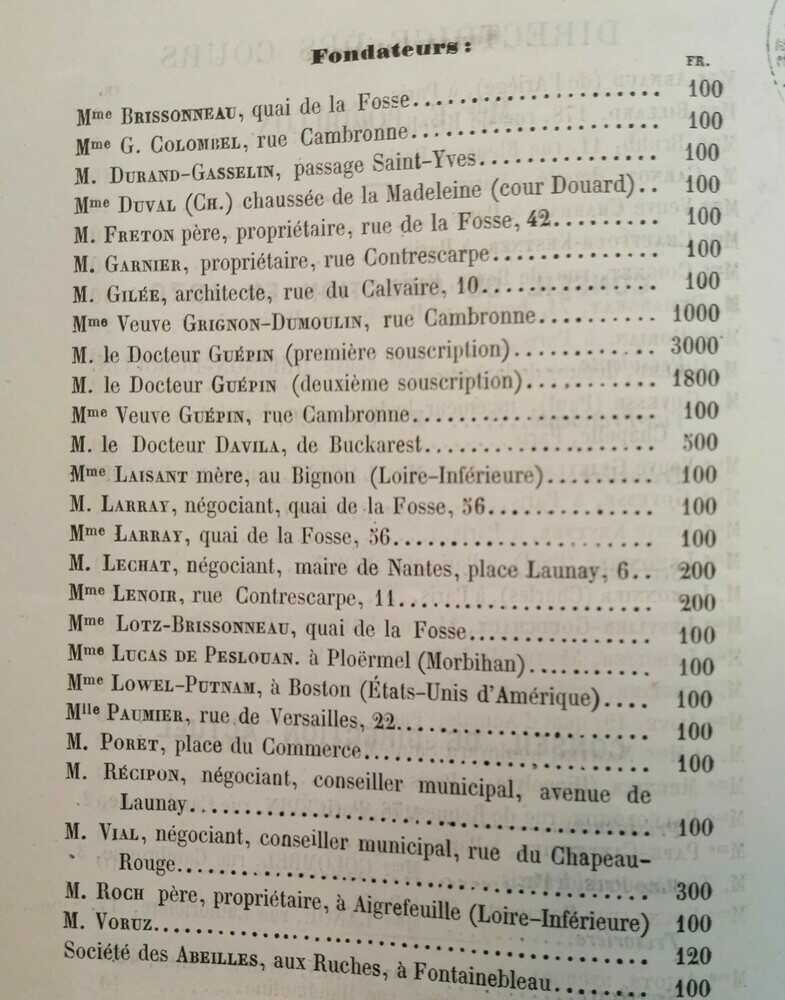 Fondateurs :
FR.
Mme BRISSONNEAU, quai de la Fosse..................... 100
Mme G. COLOMBEL, rue Cambronne..................... 100
M. DURAND-GASSELIN, passage Saint-Yves............... 100
Mme DUVAL (CH.) chaussée de la Madeleine (cour Douard).. 100
M. FRETON père, propriétaire, rue de la Fosse, 42......... 100
M. GARNIER, propriétaire, rue Contrescarpe.............. 100
M. GILÉE, architecte, rue du Calvaire, 10............... 100
Mme Veuve GRIGNON-DUMOULIN, rue Cambronne.......... 1000
M. le Docteur GUÉPIN (première souscription)............ 3000
M. le Docteur GUÉPIN (deuxième souscription)........... 1800
Mme Veuve GUÉPIN, rue Cambronne..................... 100
M. le Docteur DAVILA, de Buckarest.................... 500
Mme LAISANT mère, au Bignon (Loire-Inférieure)......... 100
M. LARRAY, négociant, quai de la Fosse, 56.............. 100
Mme LARRAY, quai de la Fosse, 56...................... 100
M. LECHAT, négociant, maire de Nantes, place Launay, 6.. 200
Mme LENOIR, rue Contrescarpe, 11..................... 200
Mme LOTZ-BRISSONNEAU, quai de la Fosse............... 100
Mme LUCAS DE PESLOUAN. à Ploërmel (Morbihan).......... 100
Mme LOWEL-PUTNAM, à Boston (États-Unis d'Amérique).... 100
Mlle PAUMIER, rue de Versailles, 22.................... 100
M. PORET, place du Commerce........................ 100
M. RÉCIPON, négociant, conseiller municipal, avenue de
Launay...................................... 100
M. VIAL, négociant, conseiller municipal, rue du Chapeau-
Rouge....................................... 300
M. ROCH père, propriétaire, à Aigrefeuille (Loire-Inférieure) 100
M. VORUZ....................................... 120
Société des ABEILLES, aux Ruches, à Fontainebleau........ 100